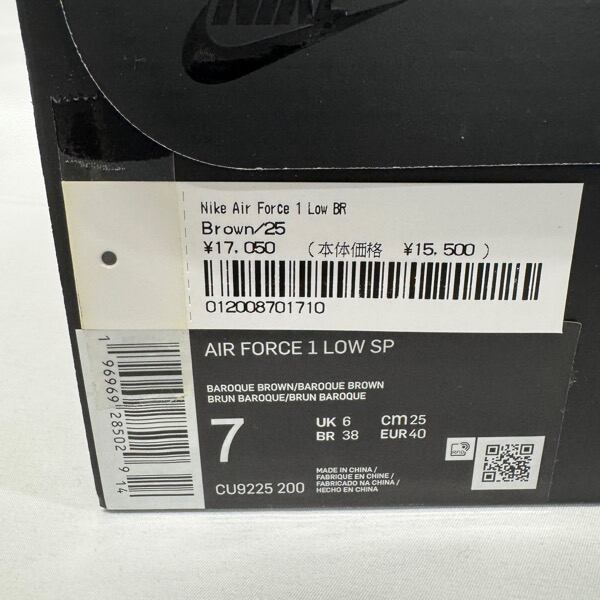 NIKE
Nike Air Force 1 Low BR
Brown/25
¥17,050 (本体価格 ¥15,500)
012008701710
AIR FORCE 1 LOW SP
BAROQUE BROWN/BAROQUE BROWN
BRUN BAROQUE/BRUN BAROQUE
7
UK 6 cm 25
BR 38 EUR 40
MADE IN CHINA/
FABRIQUE EN CHINE/
FABRICADO NA CHINA/
HECHO EN CHINA
CU9225 200
1 96969 28502 9 14